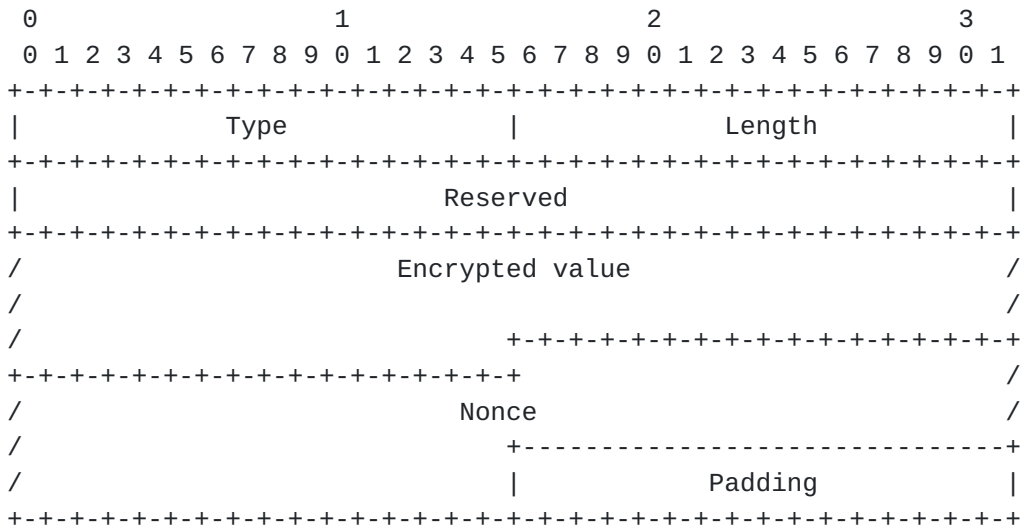 0                   1                   2                   3
 0 1 2 3 4 5 6 7 8 9 0 1 2 3 4 5 6 7 8 9 0 1 2 3 4 5 6 7 8 9 0 1
+-+-+-+-+-+-+-+-+-+-+-+-+-+-+-+-+-+-+-+-+-+-+-+-+-+-+-+-+-+-+-+-+
|             Type              |             Length            |
+-+-+-+-+-+-+-+-+-+-+-+-+-+-+-+-+-+-+-+-+-+-+-+-+-+-+-+-+-+-+-+-+
|                           Reserved                            |
+-+-+-+-+-+-+-+-+-+-+-+-+-+-+-+-+-+-+-+-+-+-+-+-+-+-+-+-+-+-+-+-+
/                        Encrypted value                        /
/                                                               /
/                               +-+-+-+-+-+-+-+-+-+-+-+-+-+-+-+-+
+-+-+-+-+-+-+-+-+-+-+-+-+-+-+-+-+                               /
/                            Nonce                              /
/                               +-------------------------------+
/                               |            Padding            |
+-+-+-+-+-+-+-+-+-+-+-+-+-+-+-+-+-+-+-+-+-+-+-+-+-+-+-+-+-+-+-+-+